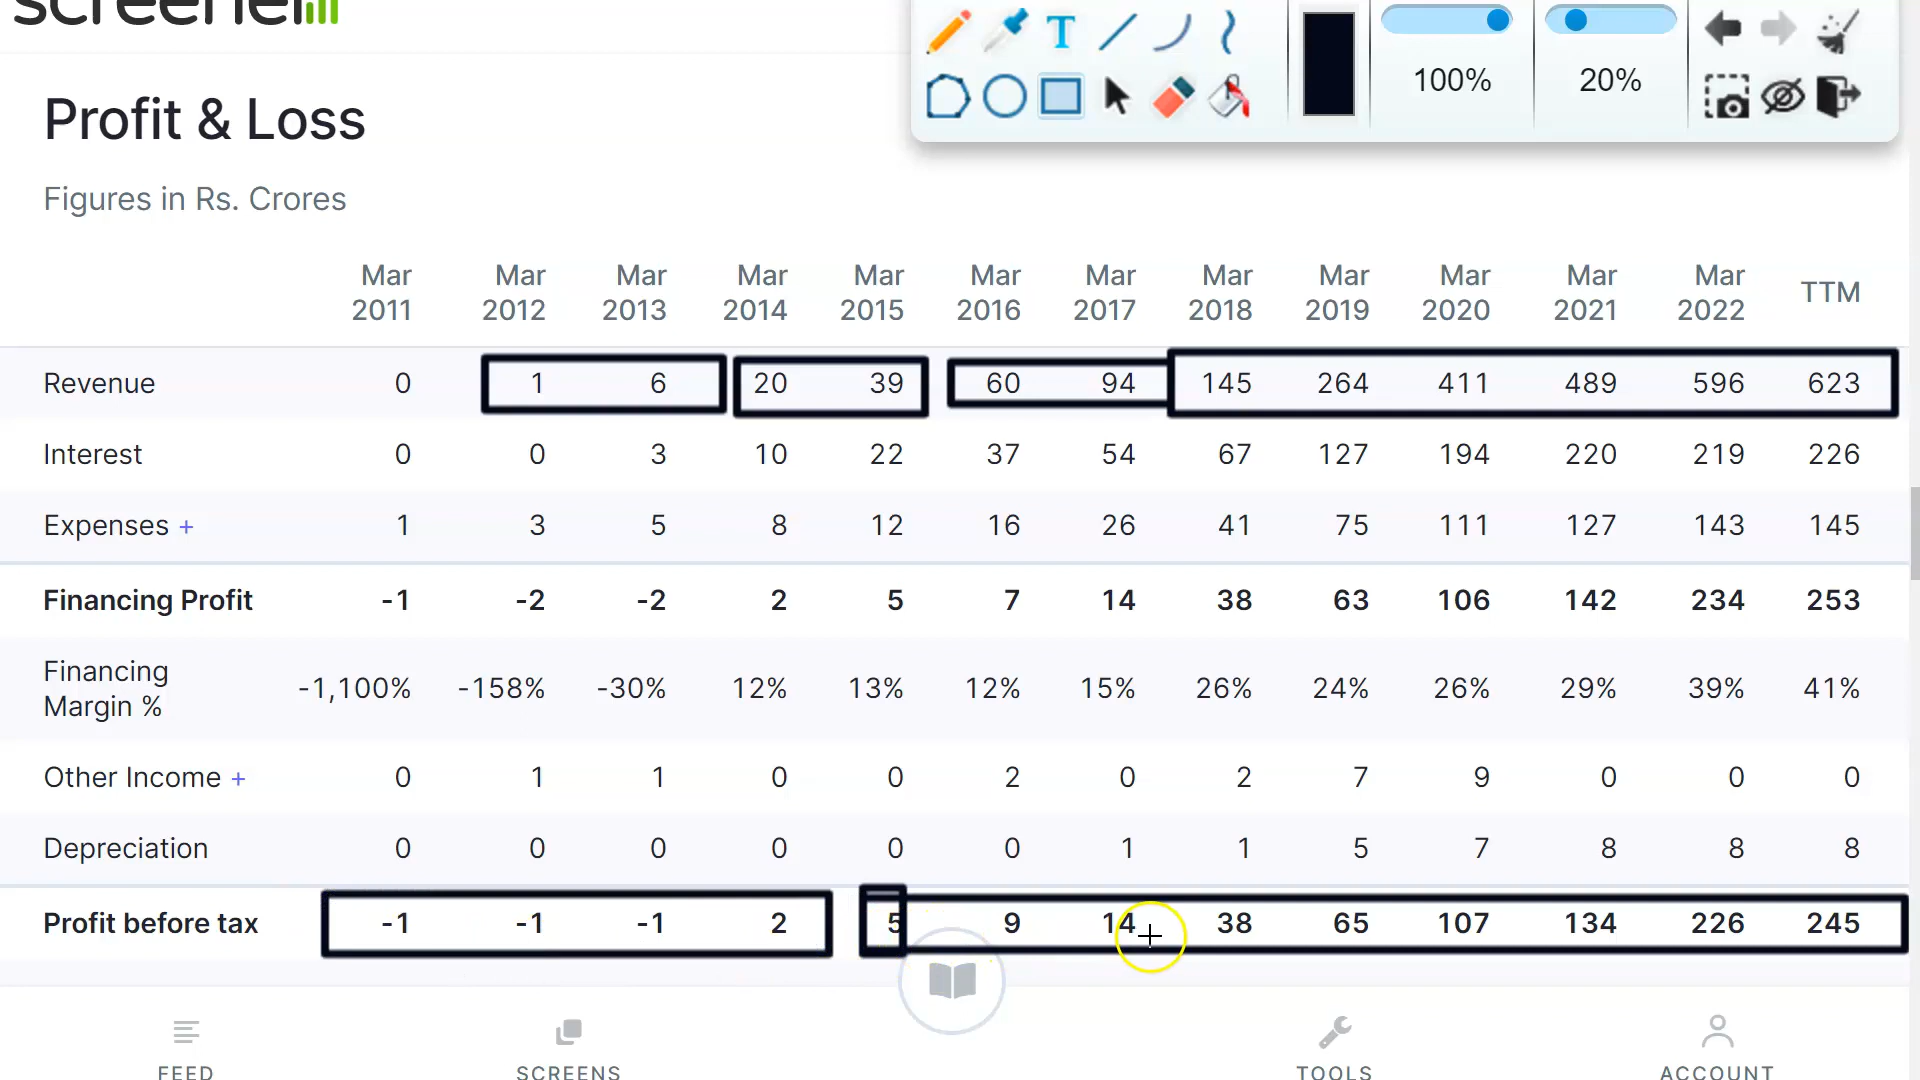 screener
T 100% 20%
Profit & Loss
Figures in Rs. Crores
Mar 2011 Mar 2012 Mar 2013 Mar 2014 Mar 2015 Mar 2016 Mar 2017 Mar 2018 Mar 2019 Mar 2020 Mar 2021 Mar 2022 TTM
Revenue 0 1 6 20 39 60 94 145 264 411 489 596 623
Interest 0 0 3 10 22 37 54 67 127 194 220 219 226
Expenses + 1 3 5 8 12 16 26 41 75 111 127 143 145
Financing Profit -1 -2 -2 2 5 7 14 38 63 106 142 234 253
Financing Margin % -1,100% -158% -30% 12% 13% 12% 15% 26% 24% 26% 29% 39% 41%
Other Income + 0 1 1 0 0 2 0 2 7 9 0 0 0
Depreciation 0 0 0 0 0 0 1 1 5 7 8 8 8
Profit before tax -1 -1 -1 2 5 9 14 38 65 107 134 226 245
FEED SCREENS TOOLS ACCOUNT